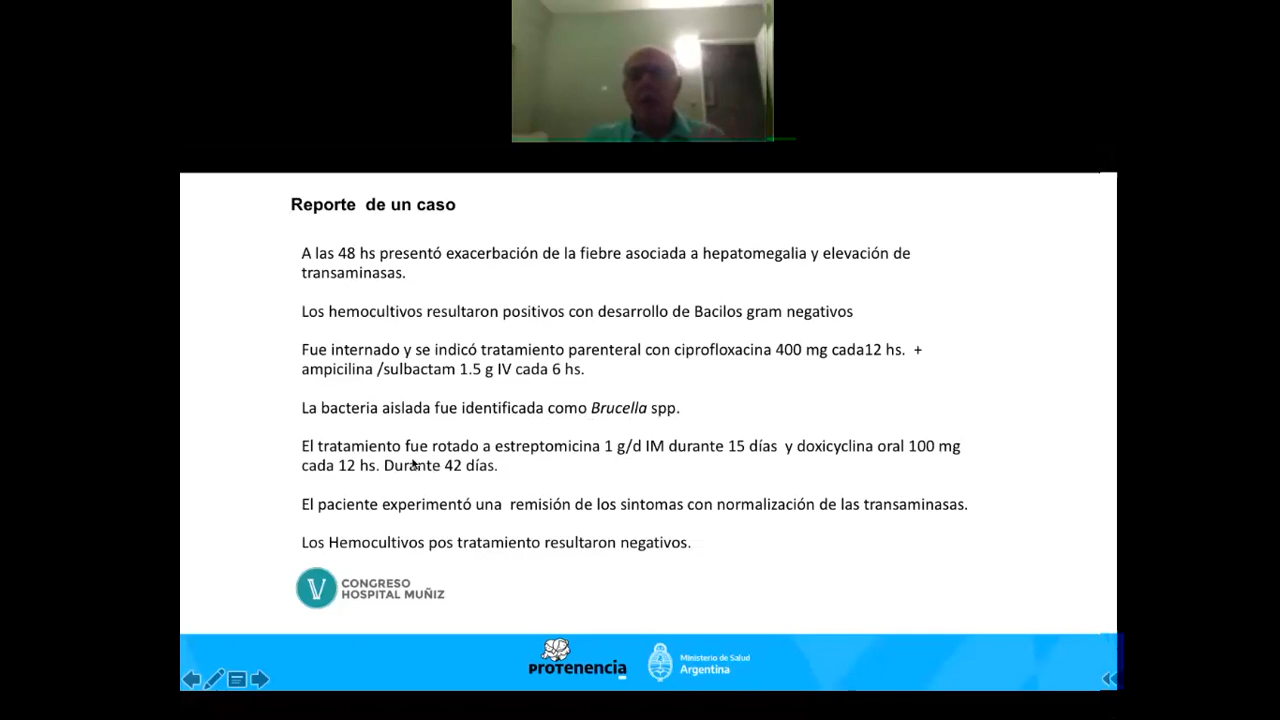 Reporte de un caso
A las 48 hs presentó exacerbación de la fiebre asociada a hepatomegalia y elevación de
transaminasas.
Los hemocultivos resultaron positivos con desarrollo de Bacilos gram negativos
Fue internado y se indicó tratamiento parenteral con ciprofloxacina 400 mg cada12 hs. +
ampicilina /sulbactam 1.5 g IV cada 6 hs.
La bacteria aislada fue identificada como Brucella spp.
El tratamiento fue rotado a estreptomicina 1 g/d IM durante 15 días y doxicyclina oral 100 mg
cada 12 hs. Durante 42 días.
El paciente experimentó una remisión de los sintomas con normalización de las transaminasas.
Los Hemocultivos pos tratamiento resultaron negativos.
V
CONGRESO
HOSPITAL MUÑIZ
PROTENENCIA
Ministerio de Salud
Argentina